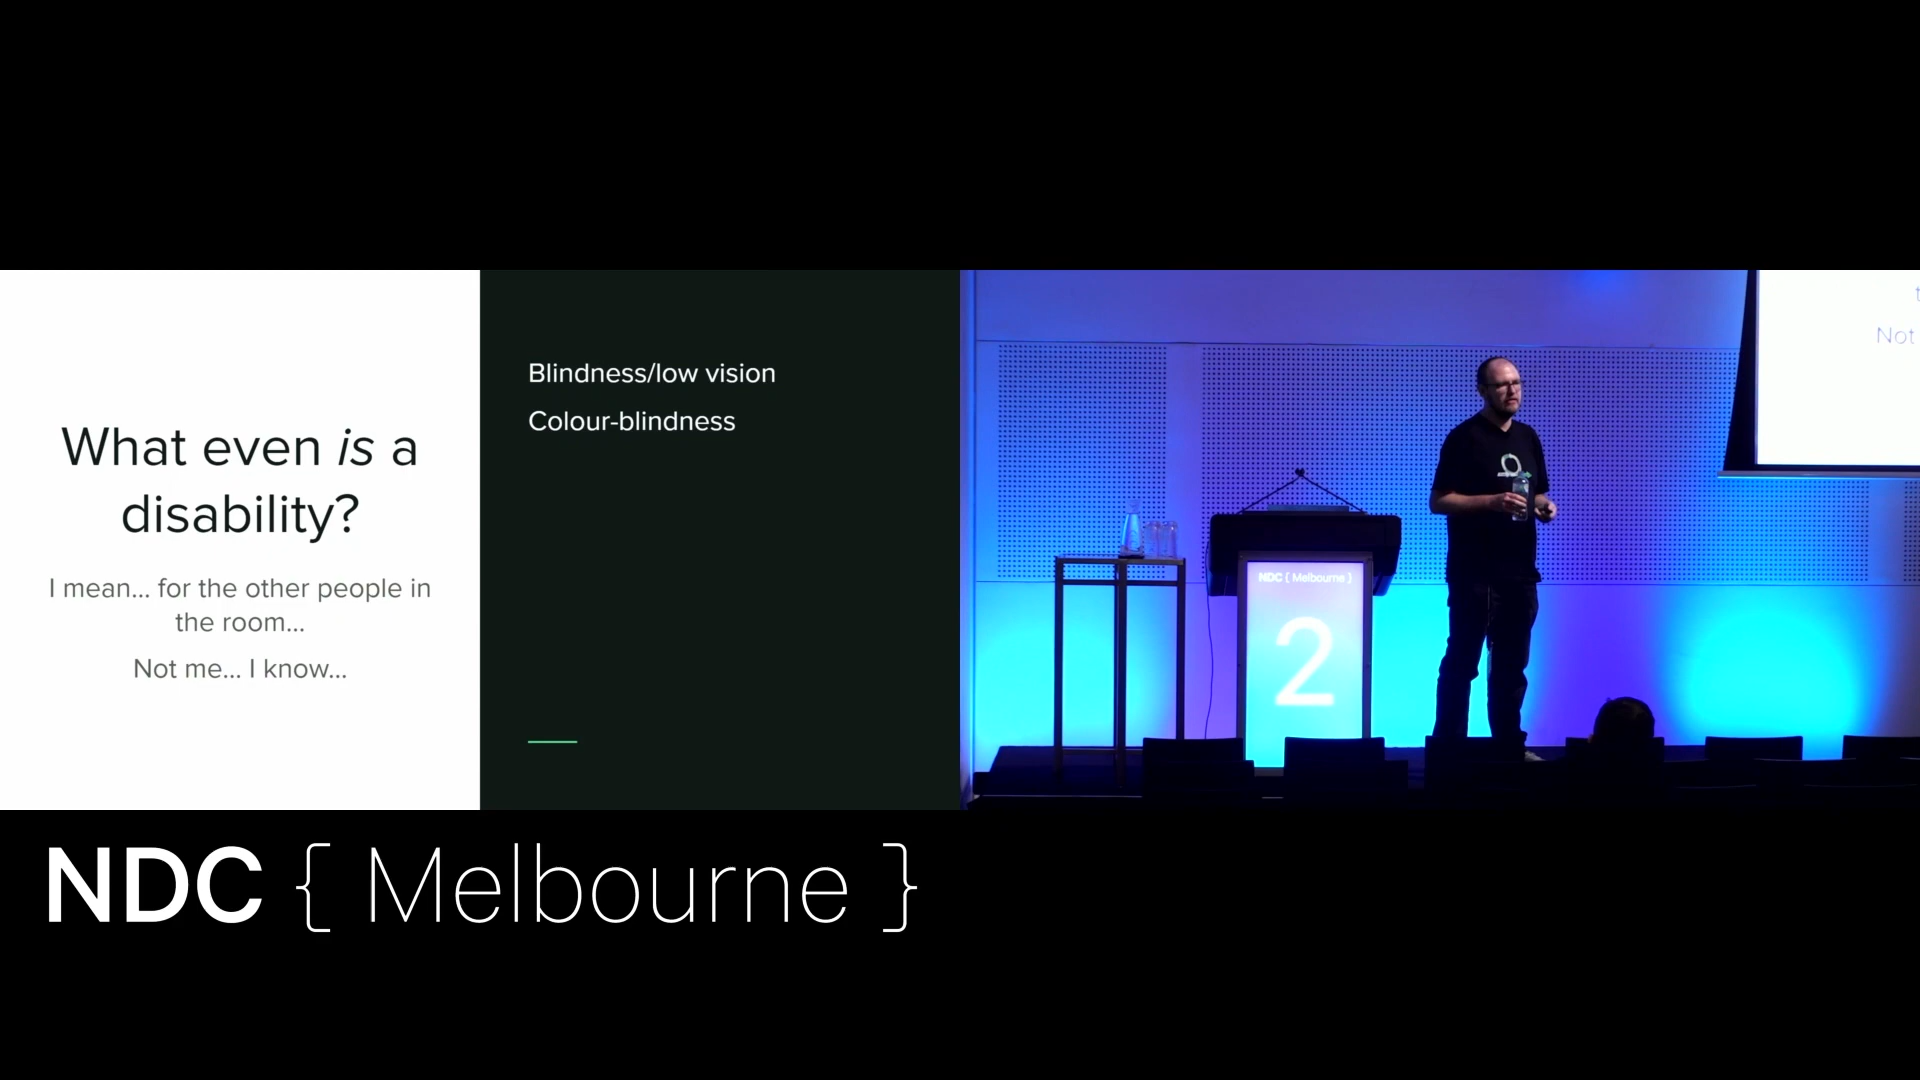 What even is a
disability?
I mean... for the other people in
the room...
Not me... I know...
Blindness/low vision
Colour-blindness
Not
NDC { Melbourne }
2
NDC { Melbourne }